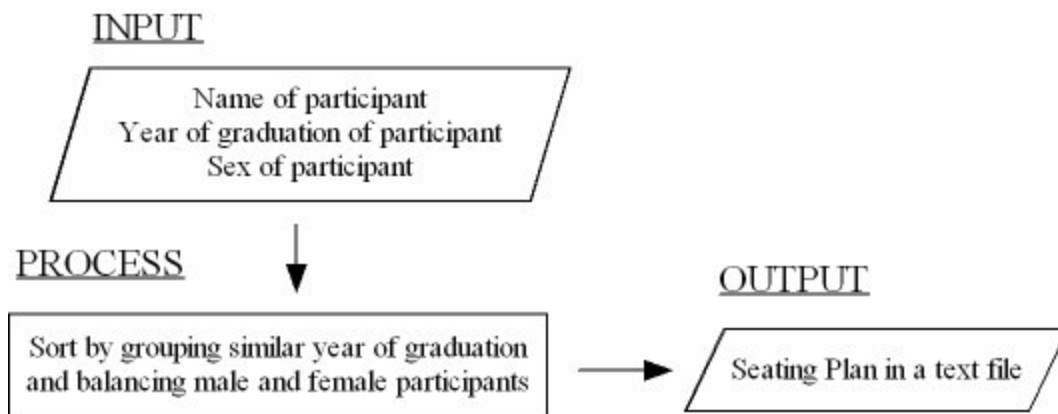 INPUT
Name of participant
Year of graduation of participant
Sex of participant
PROCESS
Sort by grouping similar year of graduation
and balancing male and female participants
OUTPUT
Seating Plan in a text file